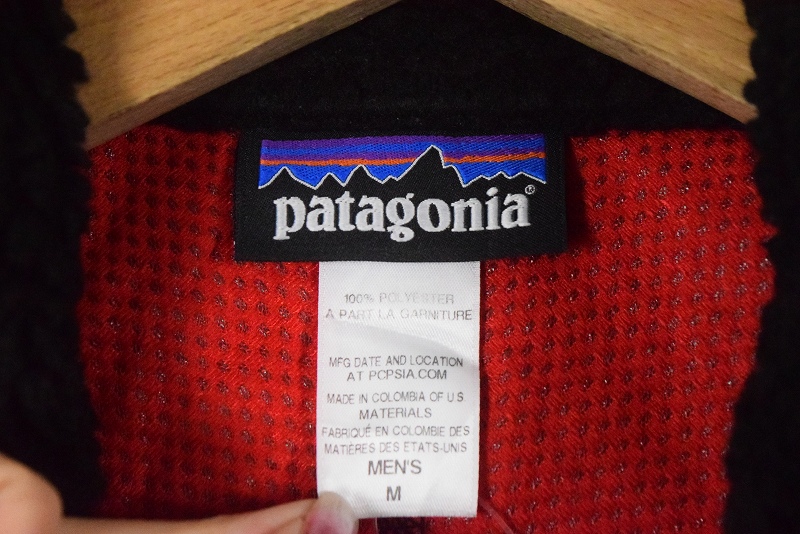 patagonia®
100% POLYESTER
À PART LA GARNITURE
MFG DATE AND LOCATION
AT PCPSIA.COM
MADE IN COLOMBIA OF U.S
MATERIALS
FABRIQUÉ EN COLOMBIE DES
MATIÈRES DES ÉTATS-UNIS
MEN'S
M